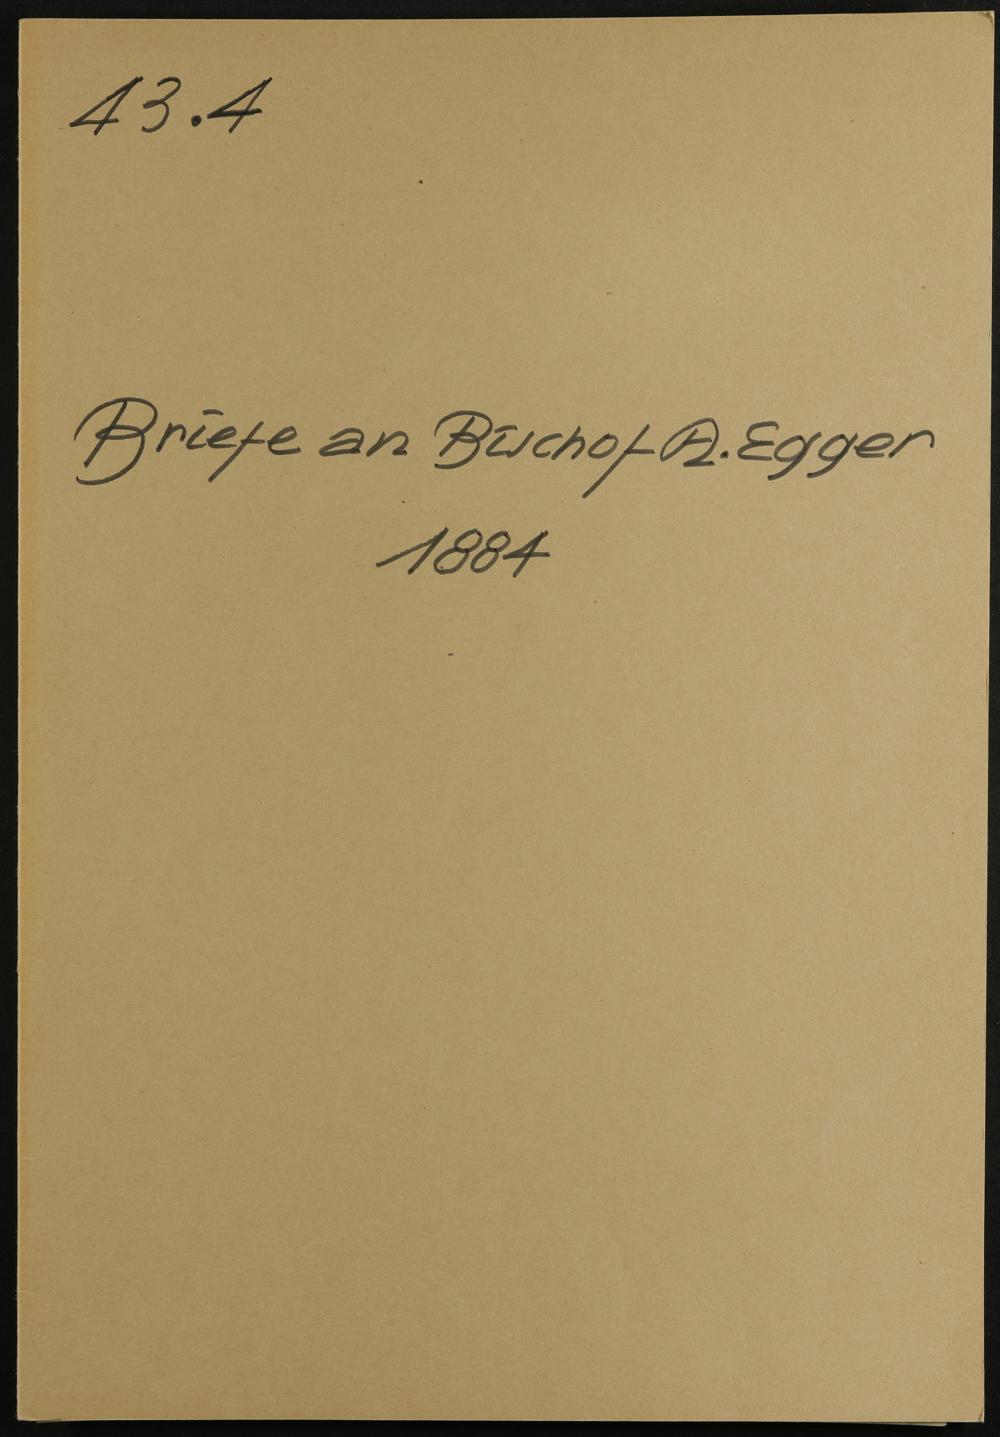 43.4
Briefe an Bischof A. Egger
1884